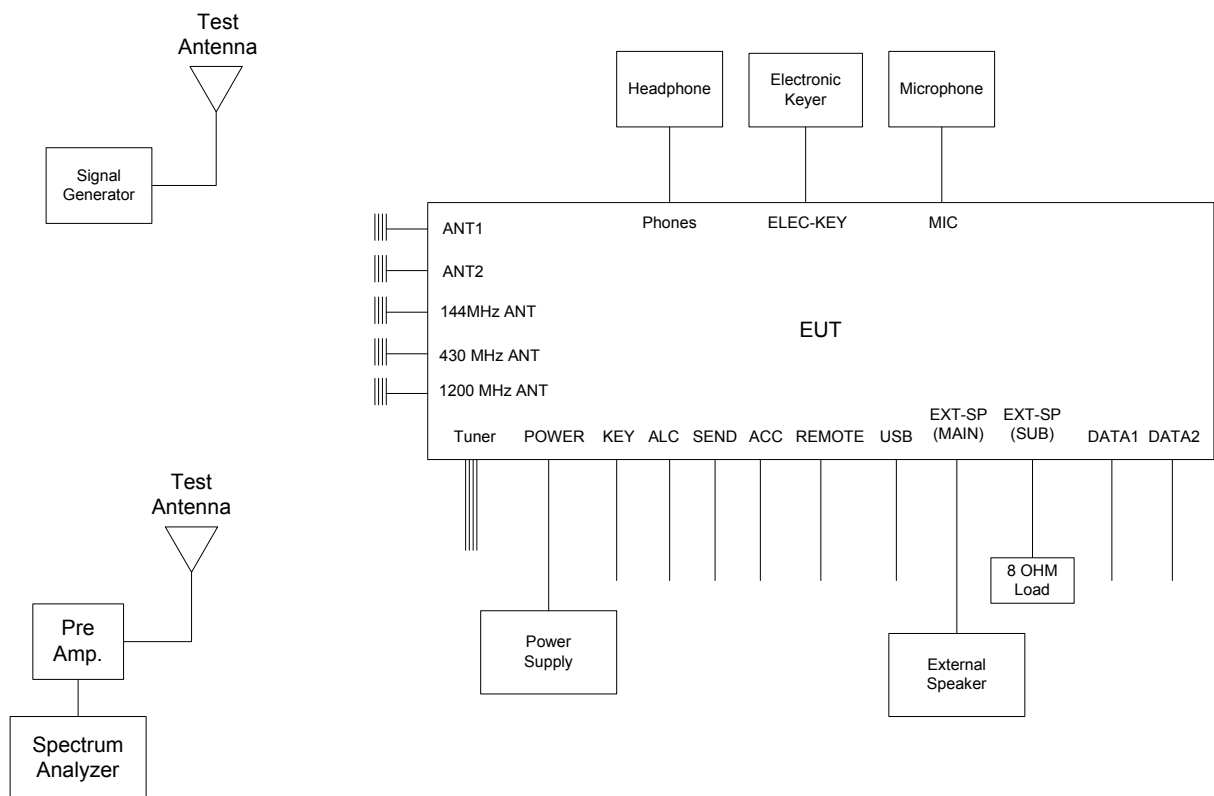 Test
Antenna
Signal
Generator
Headphone
Electronic
Keyer
Microphone
Phones
ELEC-KEY
MIC
ANT1
ANT2
144MHz ANT
430 MHz ANT
1200 MHz ANT
EUT
Tuner
POWER
KEY
ALC
SEND
ACC
REMOTE
USB
EXT-SP
(MAIN)
EXT-SP
(SUB)
DATA1
DATA2
Test
Antenna
Pre
Amp.
Spectrum
Analyzer
Power
Supply
External
Speaker
8 OHM
Load